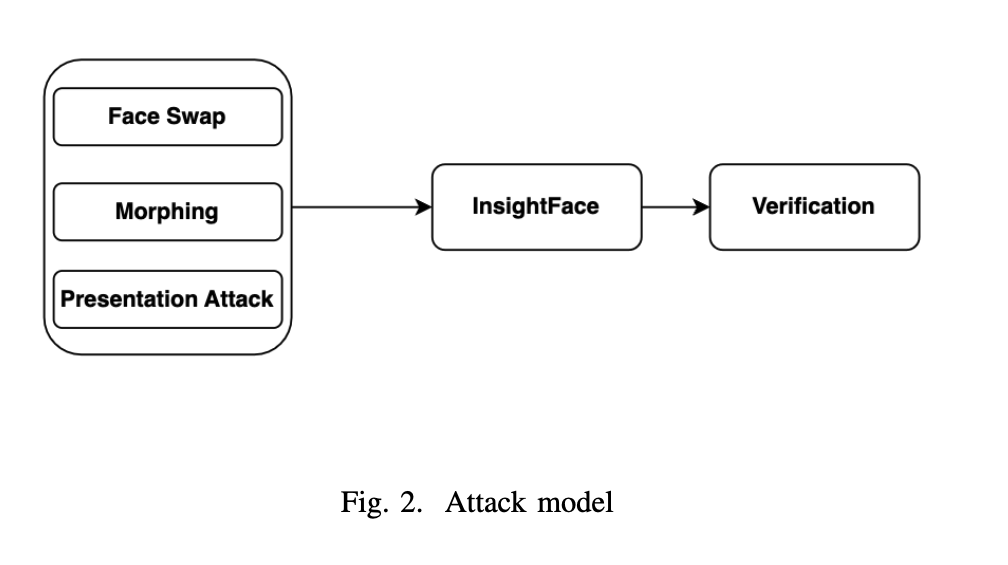 Face Swap
Morphing
Presentation Attack
InsightFace
Verification
Fig. 2. Attack model